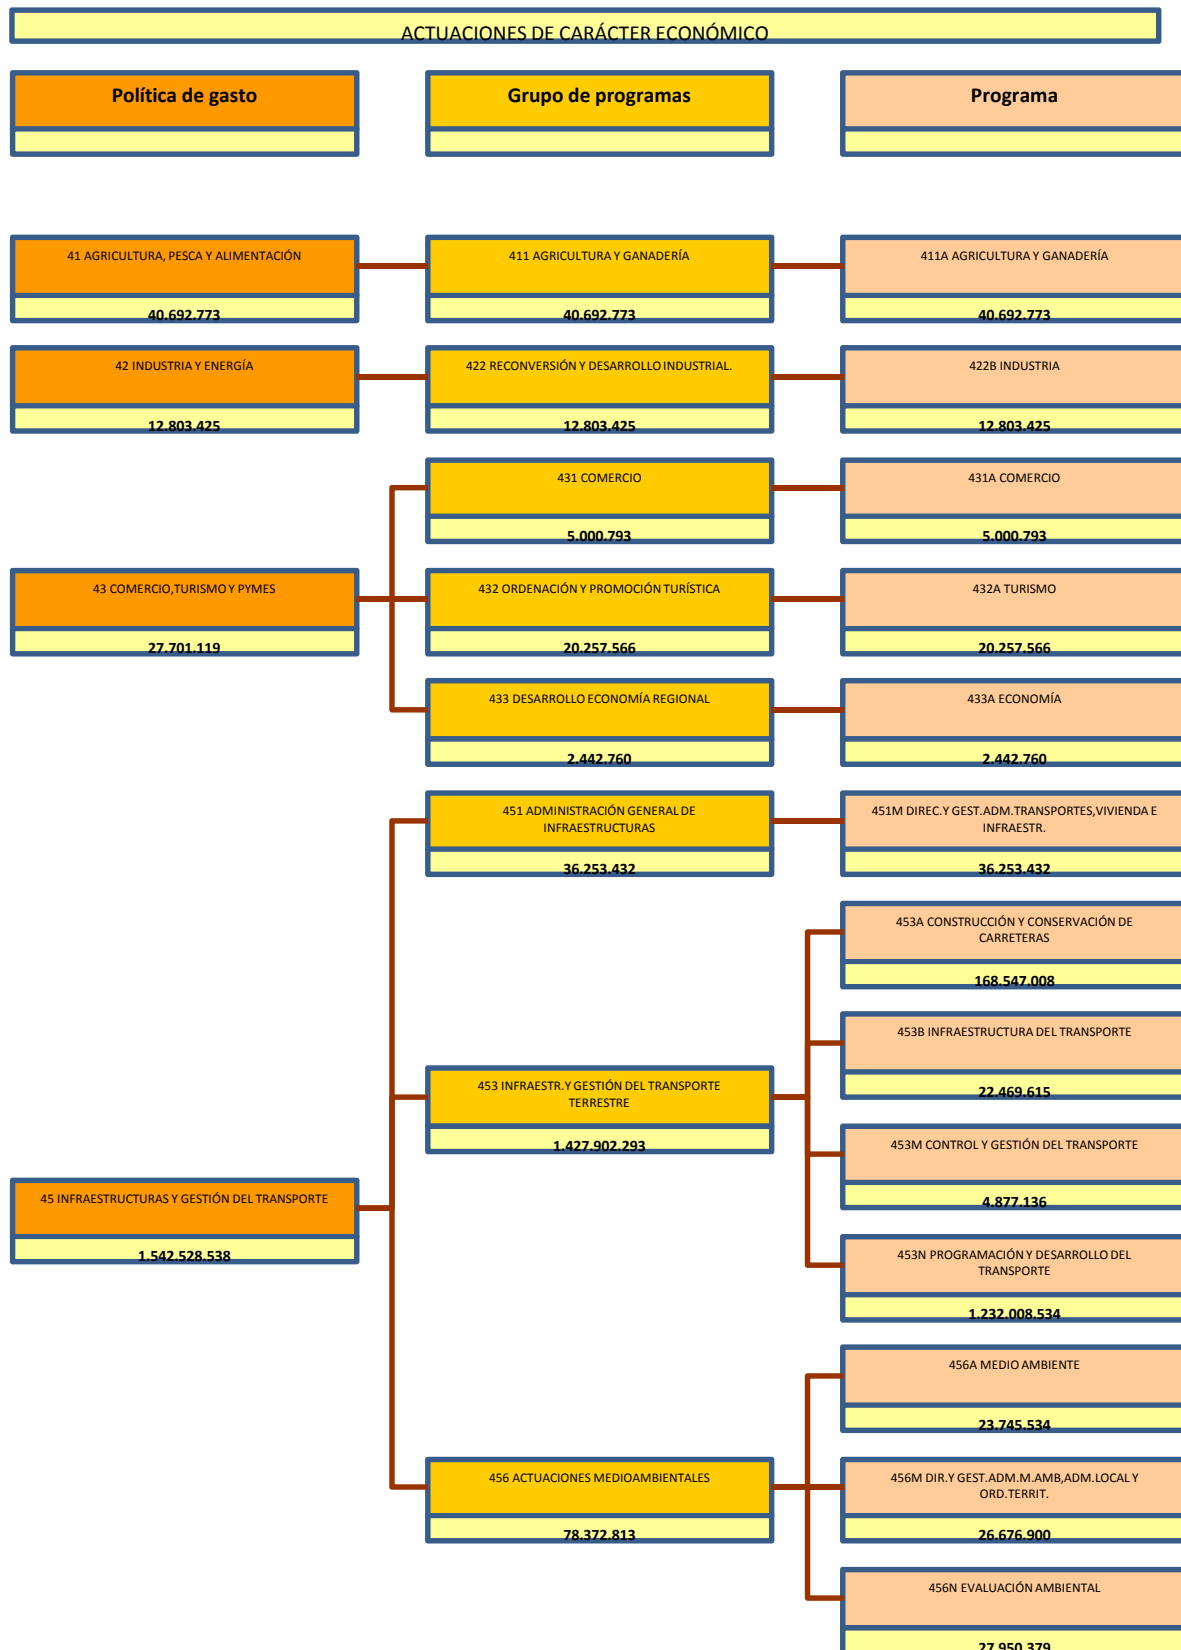 ACTUACIONES DE CARÁCTER ECONÓMICO
Política de gasto
Grupo de programas
Programa
41 AGRICULTURA, PESCA Y ALIMENTACIÓN
40.692.773
411 AGRICULTURA Y GANADERÍA
40.692.773
411A AGRICULTURA Y GANADERÍA
40.692.773
42 INDUSTRIA Y ENERGÍA
12.803.425
422 RECONVERSIÓN Y DESARROLLO INDUSTRIAL.
12.803.425
422B INDUSTRIA
12.803.425
43 COMERCIO,TURISMO Y PYMES
27.701.119
431 COMERCIO
5.000.793
431A COMERCIO
5.000.793
432 ORDENACIÓN Y PROMOCIÓN TURÍSTICA
20.257.566
432A TURISMO
20.257.566
433 DESARROLLO ECONOMÍA REGIONAL
2.442.760
433A ECONOMÍA
2.442.760
45 INFRAESTRUCTURAS Y GESTIÓN DEL TRANSPORTE
1.542.528.538
451 ADMINISTRACIÓN GENERAL DE
INFRAESTRUCTURAS
36.253.432
451M DIREC.Y GEST.ADM.TRANSPORTES,VIVIENDA E
INFRAESTR.
36.253.432
453 INFRAESTR.Y GESTIÓN DEL TRANSPORTE
TERRESTRE
1.427.902.293
453A CONSTRUCCIÓN Y CONSERVACIÓN DE
CARRETERAS
168.547.008
453B INFRAESTRUCTURA DEL TRANSPORTE
22.469.615
453M CONTROL Y GESTIÓN DEL TRANSPORTE
4.877.136
453N PROGRAMACIÓN Y DESARROLLO DEL
TRANSPORTE
1.232.008.534
456 ACTUACIONES MEDIOAMBIENTALES
78.372.813
456A MEDIO AMBIENTE
23.745.534
456M DIR.Y GEST.ADM.M.AMB,ADM.LOCAL Y
ORD.TERRIT.
26.676.900
456N EVALUACIÓN AMBIENTAL
27.950.379